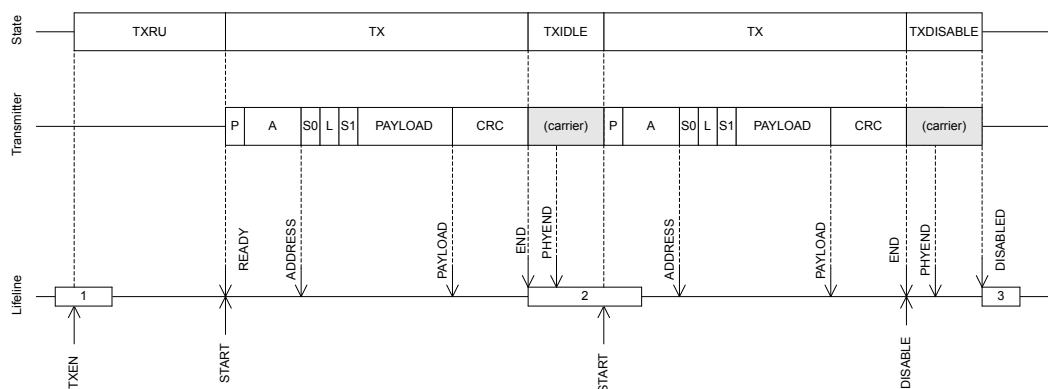 State
TXRU
TX
TXIDLE
TX
TXDISABLE
Transmitter
P
A
S0
L
S1
PAYLOAD
CRC
(carrier)
P
A
S0
L
S1
PAYLOAD
CRC
(carrier)
READY
ADDRESS
PAYLOAD
END
PHYEND
ADDRESS
PAYLOAD
END
PHYEND
DISABLED
Lifeline
1
2
3
TXEN
START
START
DISABLE